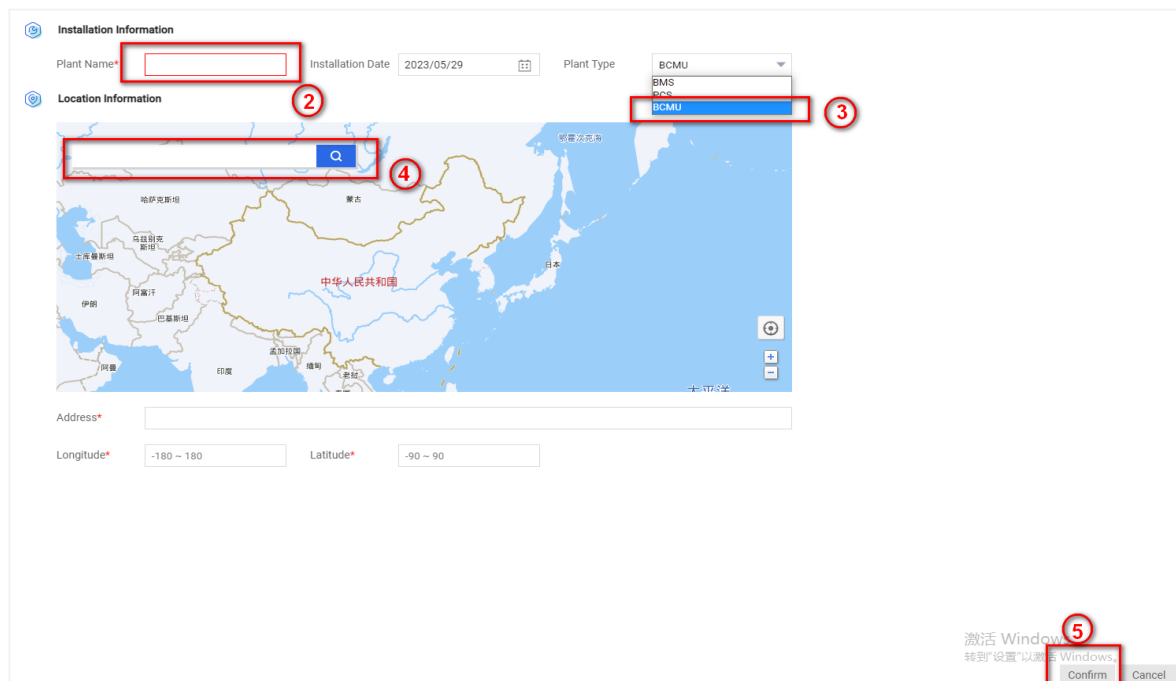 Installation Information
Plant Name* Installation Date 2023/05/29 Plant Type BCMU
BMS
PCS
BCMU
②
③
Location Information
④
鄂霍次克海
哈萨克斯坦
蒙古
乌兹别克
斯坦
土库曼斯坦
日本
中华人民共和国
伊朗
阿富汗
巴基斯坦
孟加拉国
阿曼
印度
缅甸
老挝
太平洋
+
−
Address*
Longitude* -180 ~ 180 Latitude* -90 ~ 90
⑤
激活 Windows
转到"设置"以激活 Windows。
Confirm Cancel